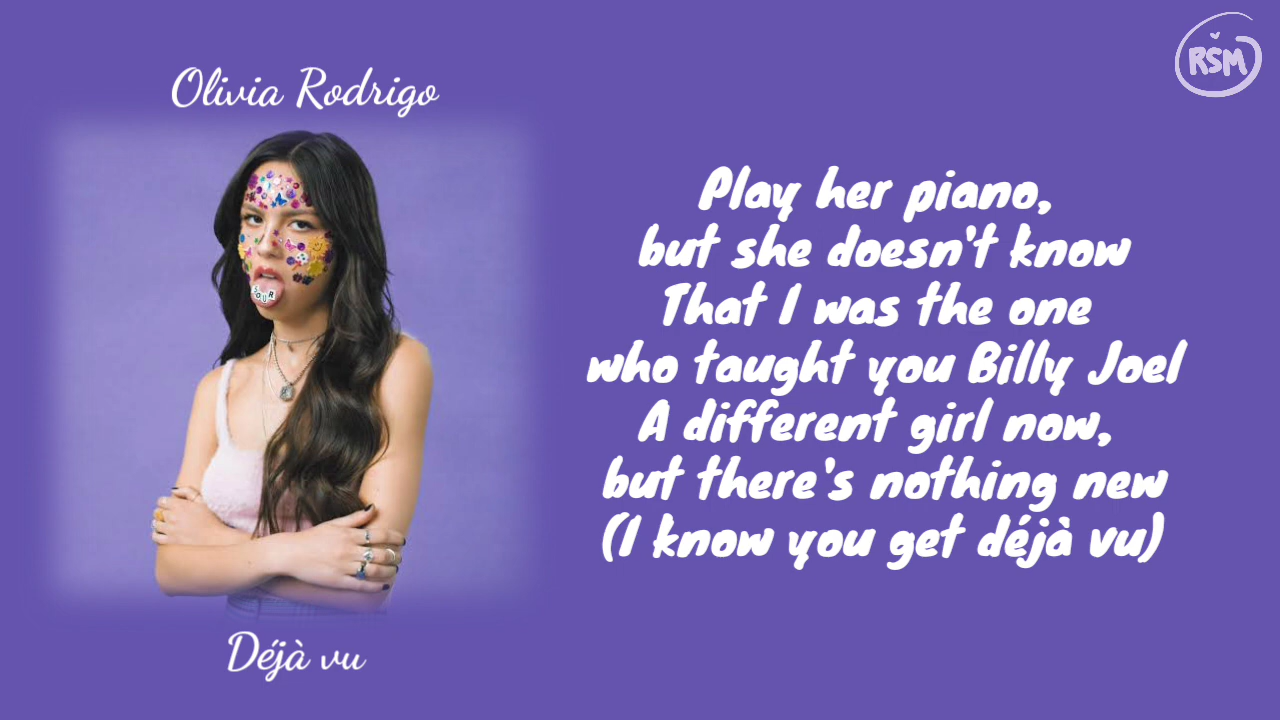 Olivia Rodrigo
RSM
SOUR
Play her piano,
but she doesn't know
That I was the one
who taught you Billy Joel
A different girl now,
but there's nothing new
(I know you get déjà vu)
Déjà vu